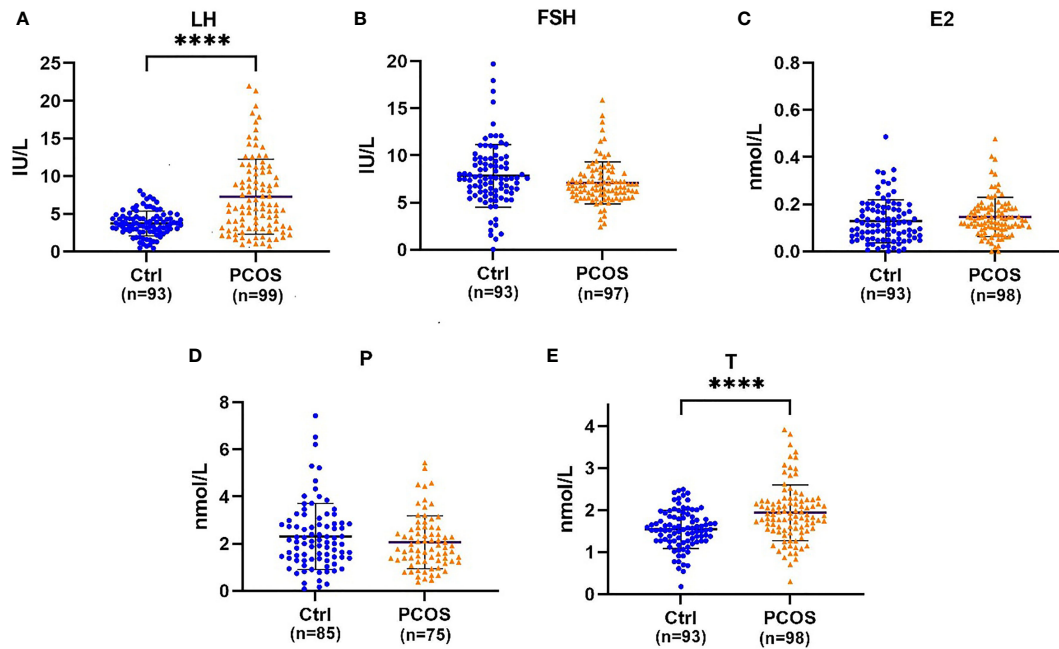 A
LH
****
IU/L
25
20
15
10
5
0
Ctrl
(n=93)
PCOS
(n=99)
B
FSH
IU/L
20
15
10
5
0
Ctrl
(n=93)
PCOS
(n=97)
C
E2
nmol/L
0.8
0.6
0.4
0.2
0.0
Ctrl
(n=93)
PCOS
(n=98)
D
P
nmol/L
8
6
4
2
0
Ctrl
(n=85)
PCOS
(n=75)
E
T
****
nmol/L
4
3
2
1
0
Ctrl
(n=93)
PCOS
(n=98)